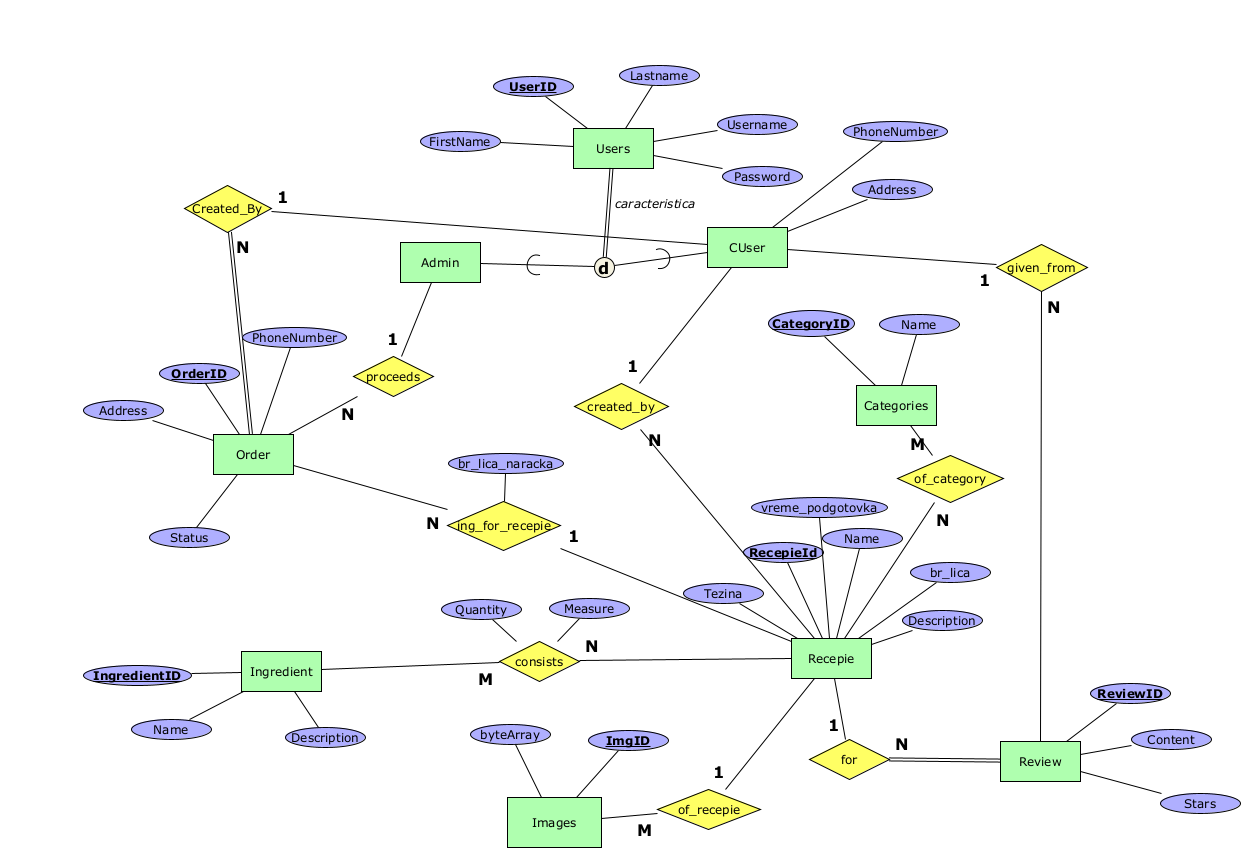 Lastname
UserID
Username
PhoneNumber
FirstName
Users
Password
Address
1
Created_By
caracteristica
N
CUser
Admin
d
given_from
1
N
CategoryID
Name
PhoneNumber
1
1
OrderID
proceeds
Address
N
created_by
Categories
N
M
Order
br_lica_naracka
of_category
vreme_podgotovka
N
ing_for_recepie
N
1
Name
Status
RecepieId
br_lica
Tezina
Quantity
Measure
Description
N
Recepie
consists
Ingredient
IngredientID
M
ReviewID
Name
Description
1
byteArray
ImgID
N
Content
for
Review
1
Stars
of_recepie
Images
M